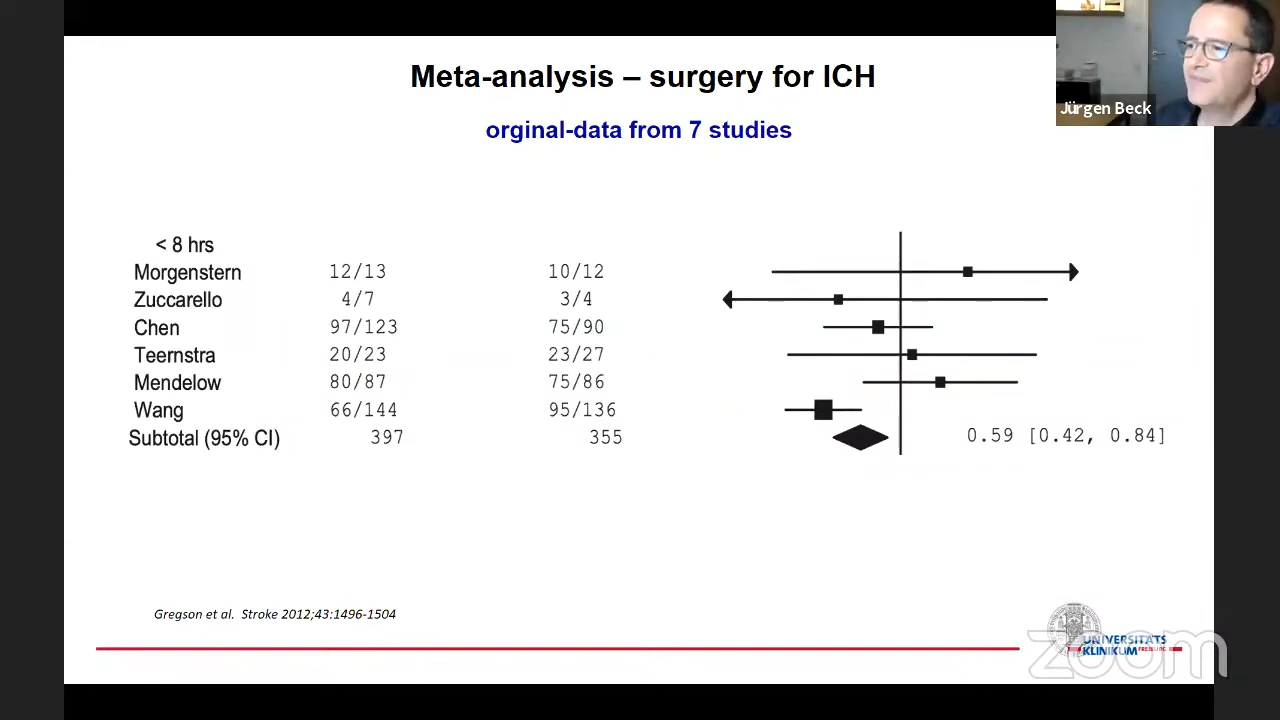 Meta-analysis – surgery for ICH
Jürgen Beck
orginal-data from 7 studies
< 8 hrs
Morgenstern 12/13 10/12
Zuccarello 4/7 3/4
Chen 97/123 75/90
Teernstra 20/23 23/27
Mendelow 80/87 75/86
Wang 66/144 95/136
Subtotal (95% CI) 397 355 0.59 [0.42, 0.84]
Gregson et al. Stroke 2012;43:1496-1504
UNIVERSITÄTS
KLINIKUM FREIBURG
zoom